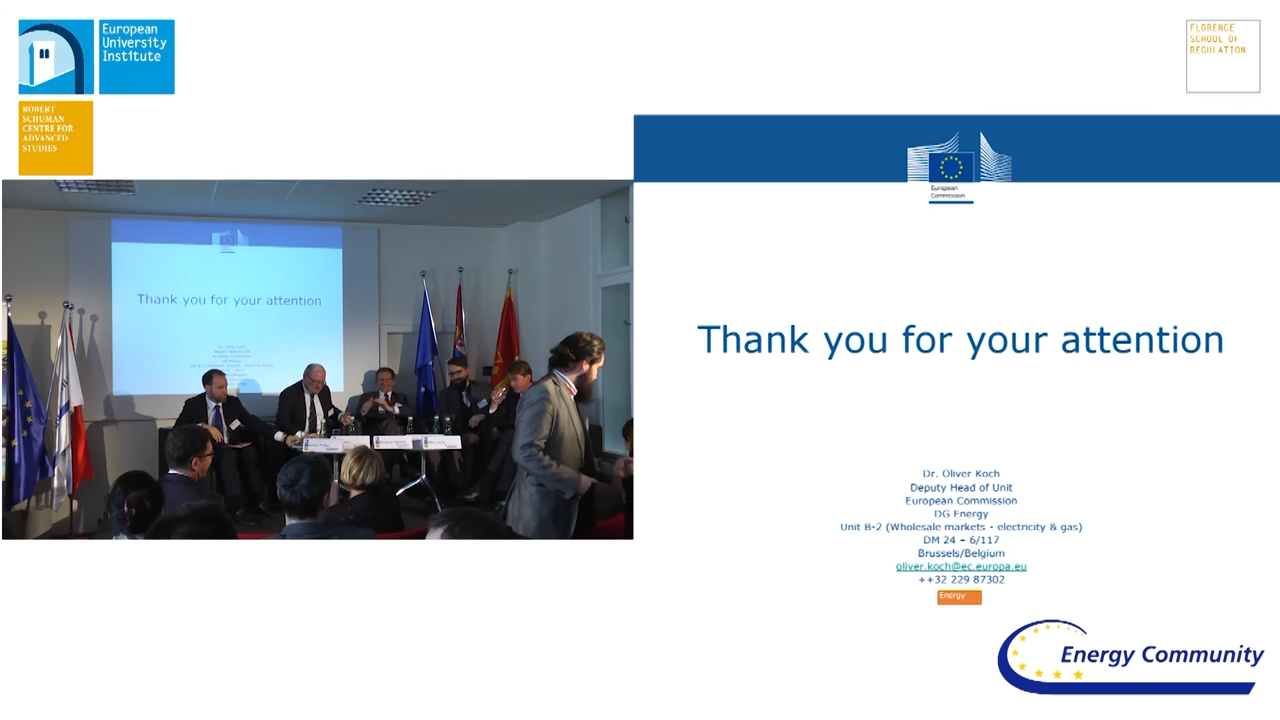 European
University
Institute
ROBERT
SCHUMAN
CENTRE FOR
ADVANCED
STUDIES
FLORENCE
SCHOOL OF
REGULATION
European
Commission
Thank you for your attention
Thank you for your attention
Dr. Oliver Koch
Deputy Head of Unit
European Commission
DG Energy
Unit B-2 (Wholesale markets - electricity & gas)
DM 24 – 6/117
Brussels/Belgium
oliver.koch@ec.europa.eu
++32 229 87302
Energy
Energy Community